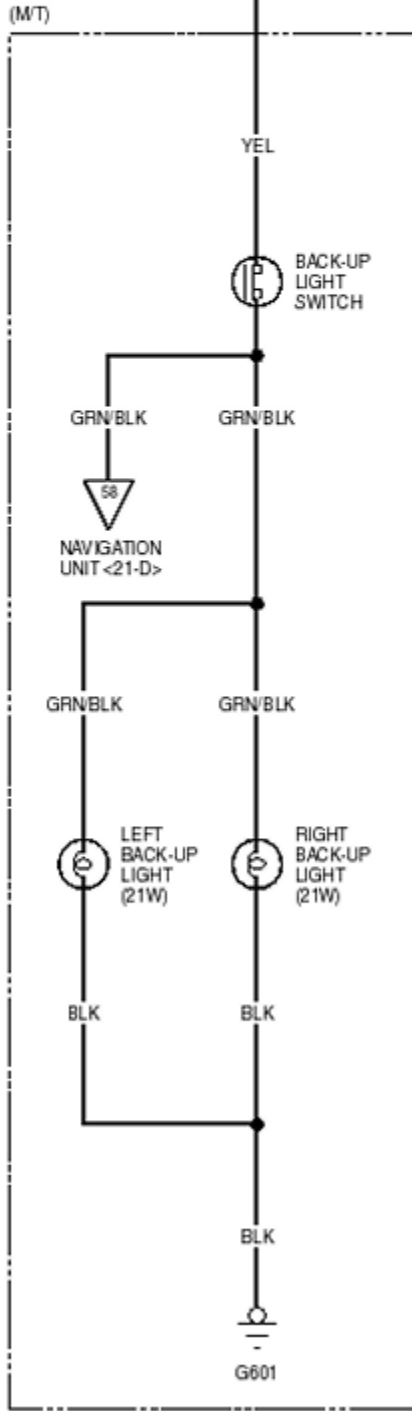 (M/T)
YEL
BACK-UP
LIGHT
SWITCH
GRN/BLK
GRN/BLK
58
NAVIGATION
UNIT <21-D>
GRN/BLK
GRN/BLK
LEFT
BACK-UP
LIGHT
(21W)
RIGHT
BACK-UP
LIGHT
(21W)
BLK
BLK
BLK
G601